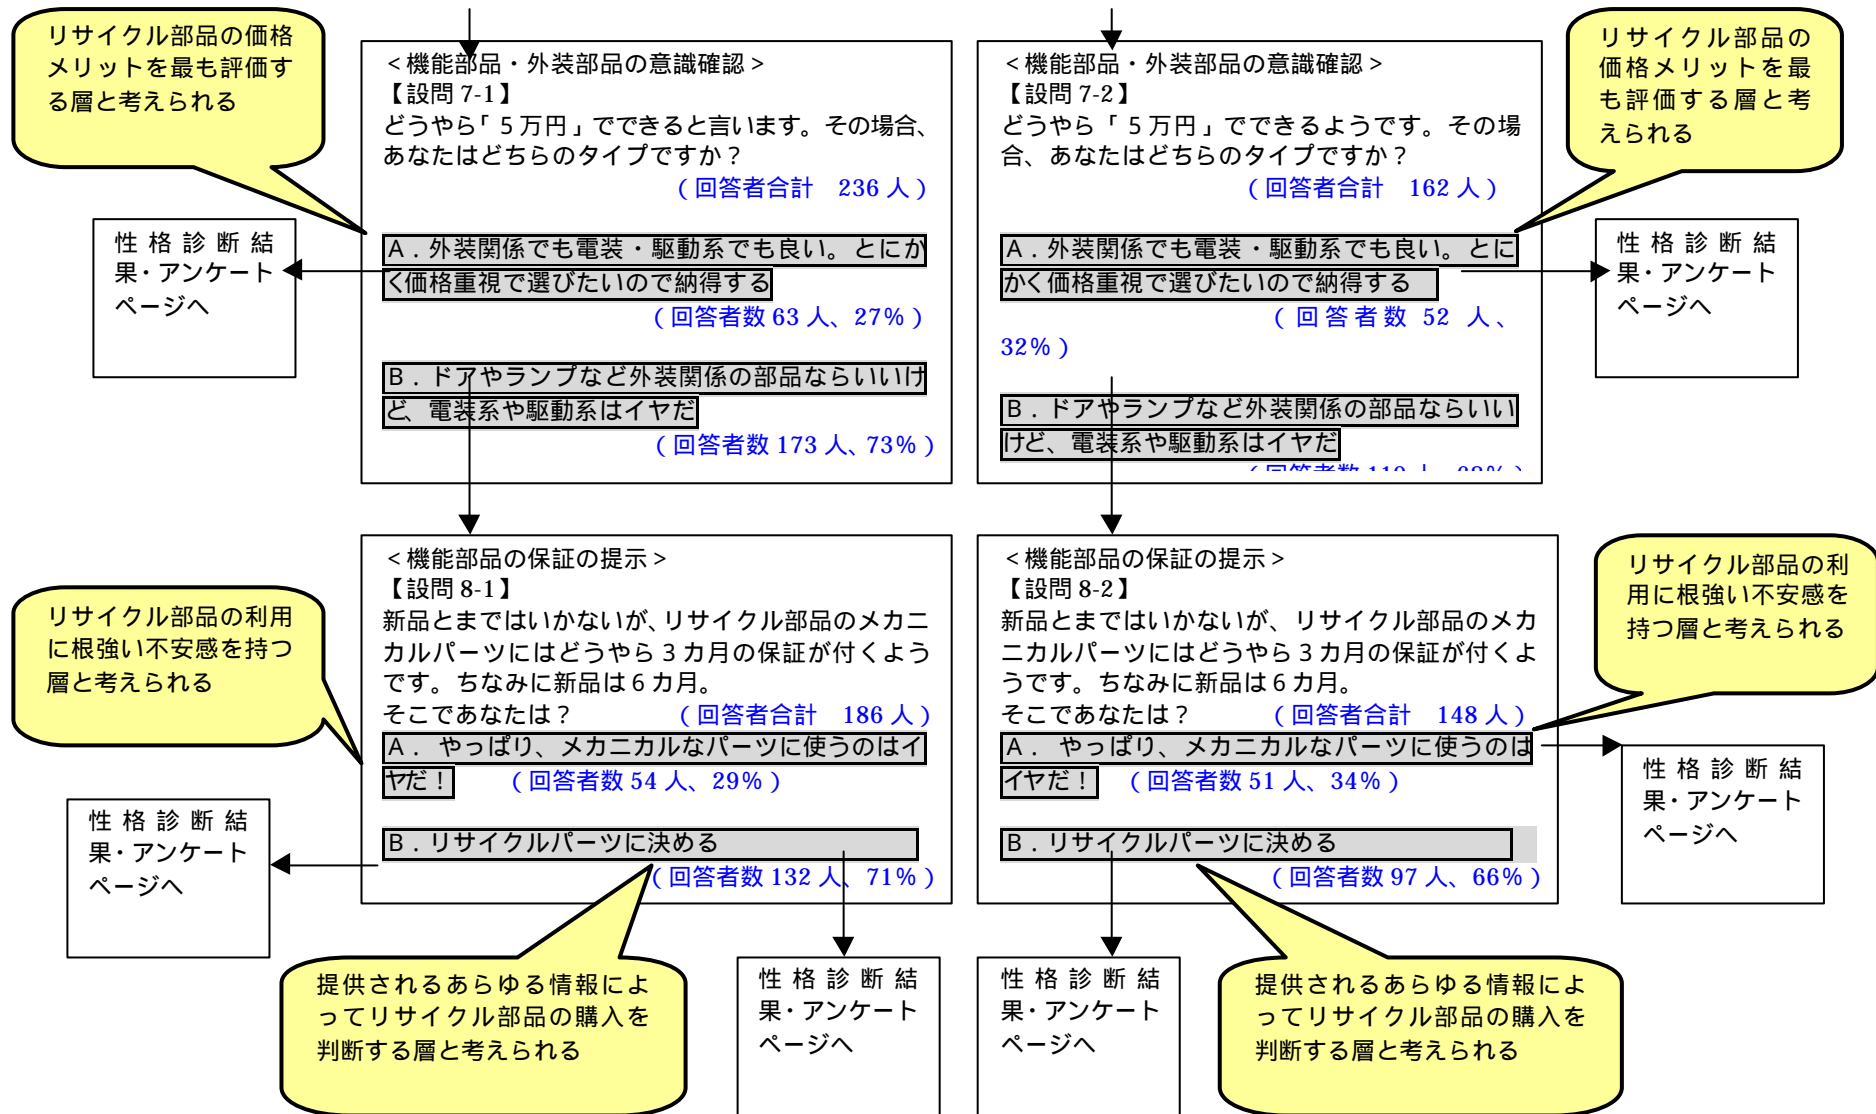 リサイクル部品の価格
メリットを最も評価す
る層と考えられる
＜機能部品・外装部品の意識確認＞
【設問 7-1】
どうやら「５万円」でできると言います。その場合、
あなたはどちらのタイプですか？
（回答者合計　236 人）
Ａ．外装関係でも電装・駆動系でも良い。とにか
く価格重視で選びたいので納得する
（回答者数 63 人、27%）
Ｂ．ドアやランプなど外装関係の部品ならいいけ
ど、電装系や駆動系はイヤだ
（回答者数 173 人、73%）
性格診断結
果・アンケート
ページへ
＜機能部品・外装部品の意識確認＞
【設問 7-2】
どうやら「５万円」でできるようです。その場
合、あなたはどちらのタイプですか？
（回答者合計　162 人）
Ａ．外装関係でも電装・駆動系でも良い。とに
かく価格重視で選びたいので納得する
（回答者数 52 人、
32%）
Ｂ．ドアやランプなど外装関係の部品ならいい
けど、電装系や駆動系はイヤだ
リサイクル部品の
価格メリットを最
も評価する層と考
えられる
性格診断結
果・アンケート
ページへ
リサイクル部品の利用
に根強い不安感を持つ
層と考えられる
＜機能部品の保証の提示＞
【設問 8-1】
新品とまではいかないが、リサイクル部品のメカニ
カルパーツにはどうやら３カ月の保証が付くよう
です。ちなみに新品は６カ月。
そこであなたは？　（回答者合計　186 人）
Ａ． やっぱり、メカニカルなパーツに使うのはイ
ヤだ！　（回答者数 54 人、29%）
Ｂ．リサイクルパーツに決める
（回答者数 132 人、71%）
性格診断結
果・アンケート
ページへ
＜機能部品の保証の提示＞
【設問 8-2】
新品とまではいかないが、リサイクル部品のメカ
ニカルパーツにはどうやら３カ月の保証が付くよ
うです。ちなみに新品は６カ月。
そこであなたは？　（回答者合計　148 人）
Ａ． やっぱり、メカニカルなパーツに使うのは
イヤだ！　（回答者数 51 人、34%）
Ｂ．リサイクルパーツに決める
（回答者数 97 人、66%）
リサイクル部品の利
用に根強い不安感を
持つ層と考えられる
性格診断結
果・アンケート
ページへ
提供されるあらゆる情報によ
ってリサイクル部品の購入を
判断する層と考えられる
性格診断結
果・アンケート
ページへ
性格診断結
果・アンケート
ページへ
提供されるあらゆる情報によ
ってリサイクル部品の購入を
判断する層と考えられる